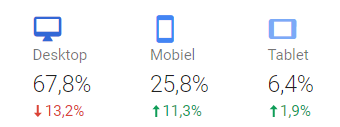 Desktop Mobiel Tablet
67,8% 25,8% 6,4%
↓13,2% ↑11,3% ↑1,9%